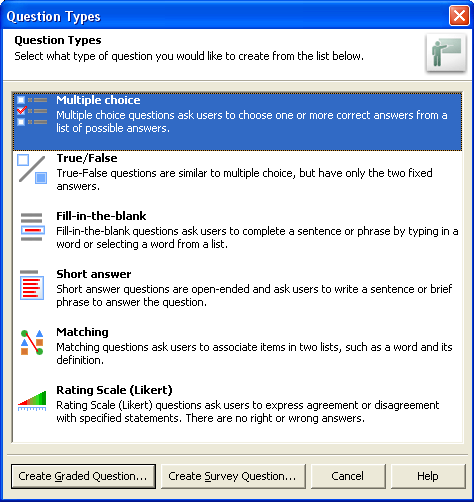 Question Types
Question Types
Select what type of question you would like to create from the list below.
Multiple choice
Multiple choice questions ask users to choose one or more correct answers from a
list of possible answers.
True/False
True-False questions are similar to multiple choice, but have only the two fixed
answers.
Fill-in-the-blank
Fill-in-the-blank questions ask users to complete a sentence or phrase by typing in a
word or selecting a word from a list.
Short answer
Short answer questions are open-ended and ask users to write a sentence or brief
phrase to answer the question.
Matching
Matching questions ask users to associate items in two lists, such as a word and its
definition.
Rating Scale (Likert)
Rating Scale (Likert) questions ask users to express agreement or disagreement
with specified statements. There are no right or wrong answers.
Create Graded Question... Create Survey Question... Cancel Help